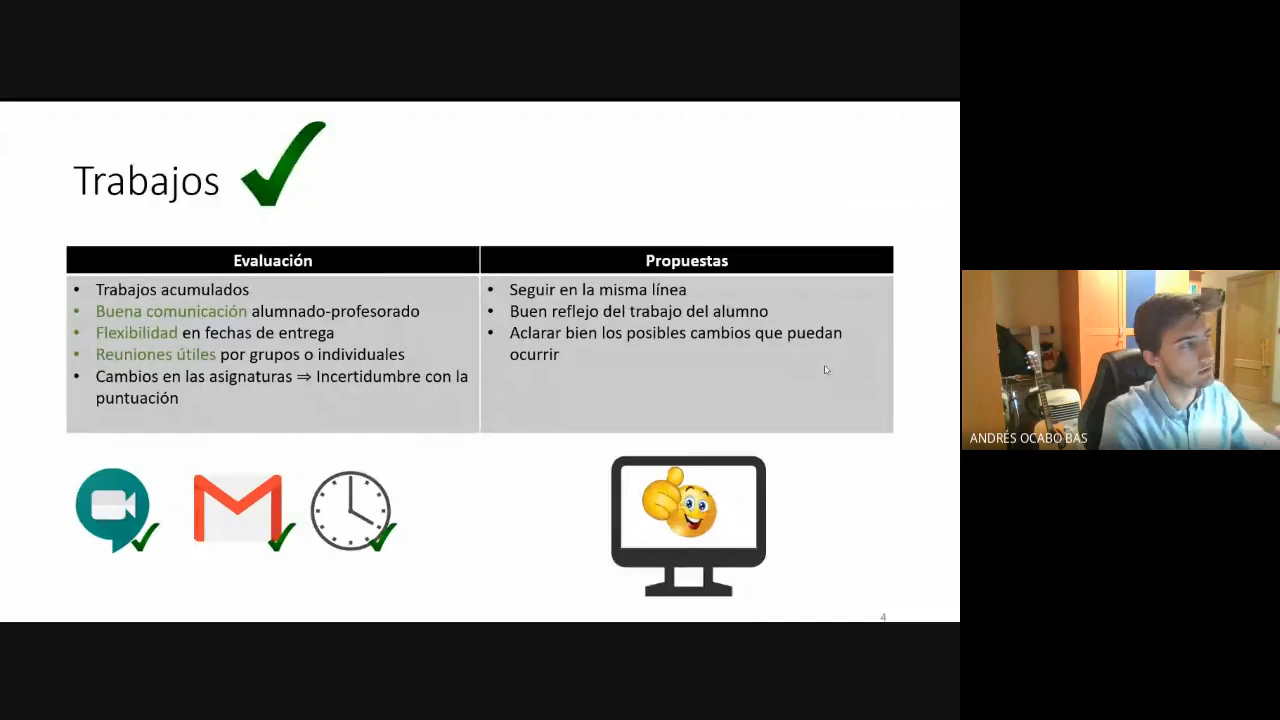 Trabajos
Evaluación
• Trabajos acumulados
• Buena comunicación alumnado-profesorado
• Flexibilidad en fechas de entrega
• Reuniones útiles por grupos o individuales
• Cambios en las asignaturas ⇒ Incertidumbre con la
puntuación
Propuestas
• Seguir en la misma línea
• Buen reflejo del trabajo del alumno
• Aclarar bien los posibles cambios que puedan
ocurrir
4
ANDRÉS OCABO BAS